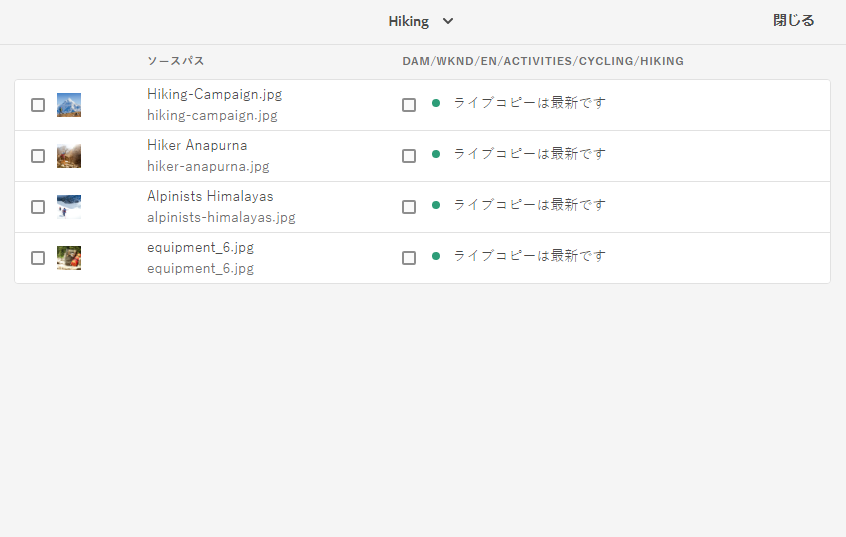 Hiking
閉じる
ソースパス
DAM/WKND/EN/ACTIVITIES/CYCLING/HIKING
Hiking-Campaign.jpg
hiking-campaign.jpg
ライブコピーは最新です
Hiker Anapurna
hiker-anapurna.jpg
ライブコピーは最新です
Alpinists Himalayas
alpinists-himalayas.jpg
ライブコピーは最新です
equipment_6.jpg
equipment_6.jpg
ライブコピーは最新です